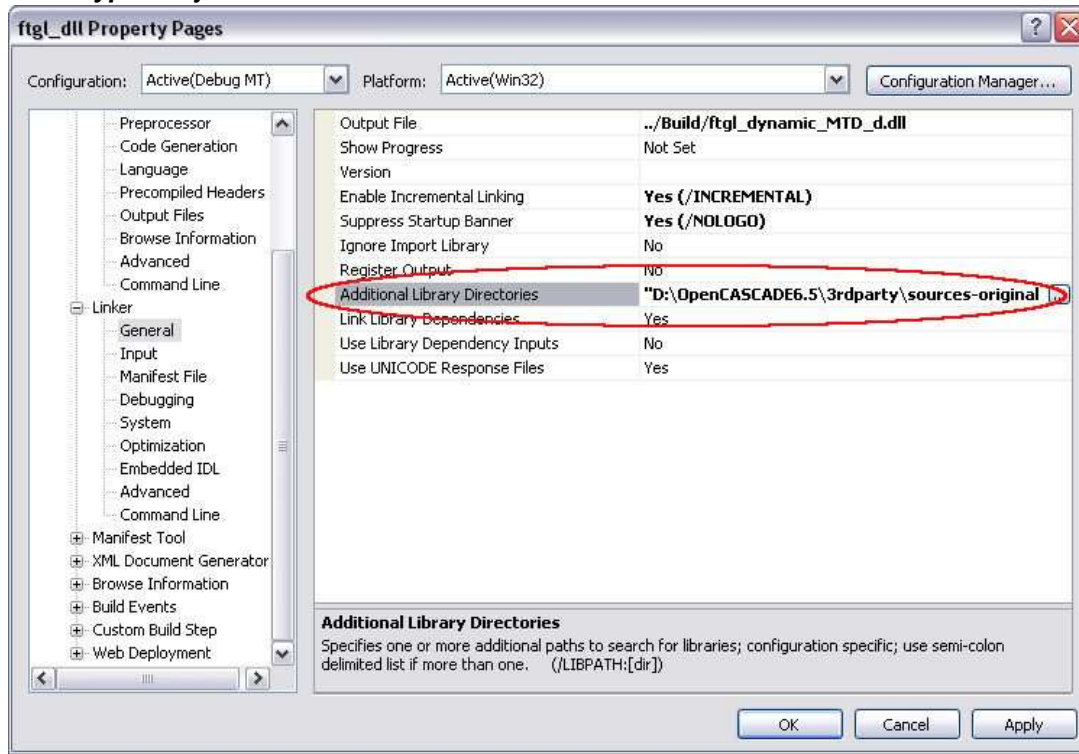 ftgl_dll Property Pages
Configuration: Active(Debug MT) Platform: Active(Win32) Configuration Manager...
Preprocessor
Code Generation
Language
Precompiled Headers
Output Files
Browse Information
Advanced
Command Line
Linker
General
Input
Manifest File
Debugging
System
Optimization
Embedded IDL
Advanced
Command Line
Manifest Tool
XML Document Generator
Browse Information
Build Events
Custom Build Step
Web Deployment
Output File ../Build/ftgl_dynamic_MTD_d.dll
Show Progress Not Set
Version
Enable Incremental Linking Yes (/INCREMENTAL)
Suppress Startup Banner Yes (/NOLOGO)
Ignore Import Library No
Register Output No
Additional Library Directories "D:\OpenCASCADE6.5\3rdparty\sources-original ...
Link Library Dependencies Yes
Use Library Dependency Inputs No
Use UNICODE Response Files Yes
Additional Library Directories
Specifies one or more additional paths to search for libraries; configuration specific; use semi-colon
delimited list if more than one. (/LIBPATH:[dir])
OK Cancel Apply